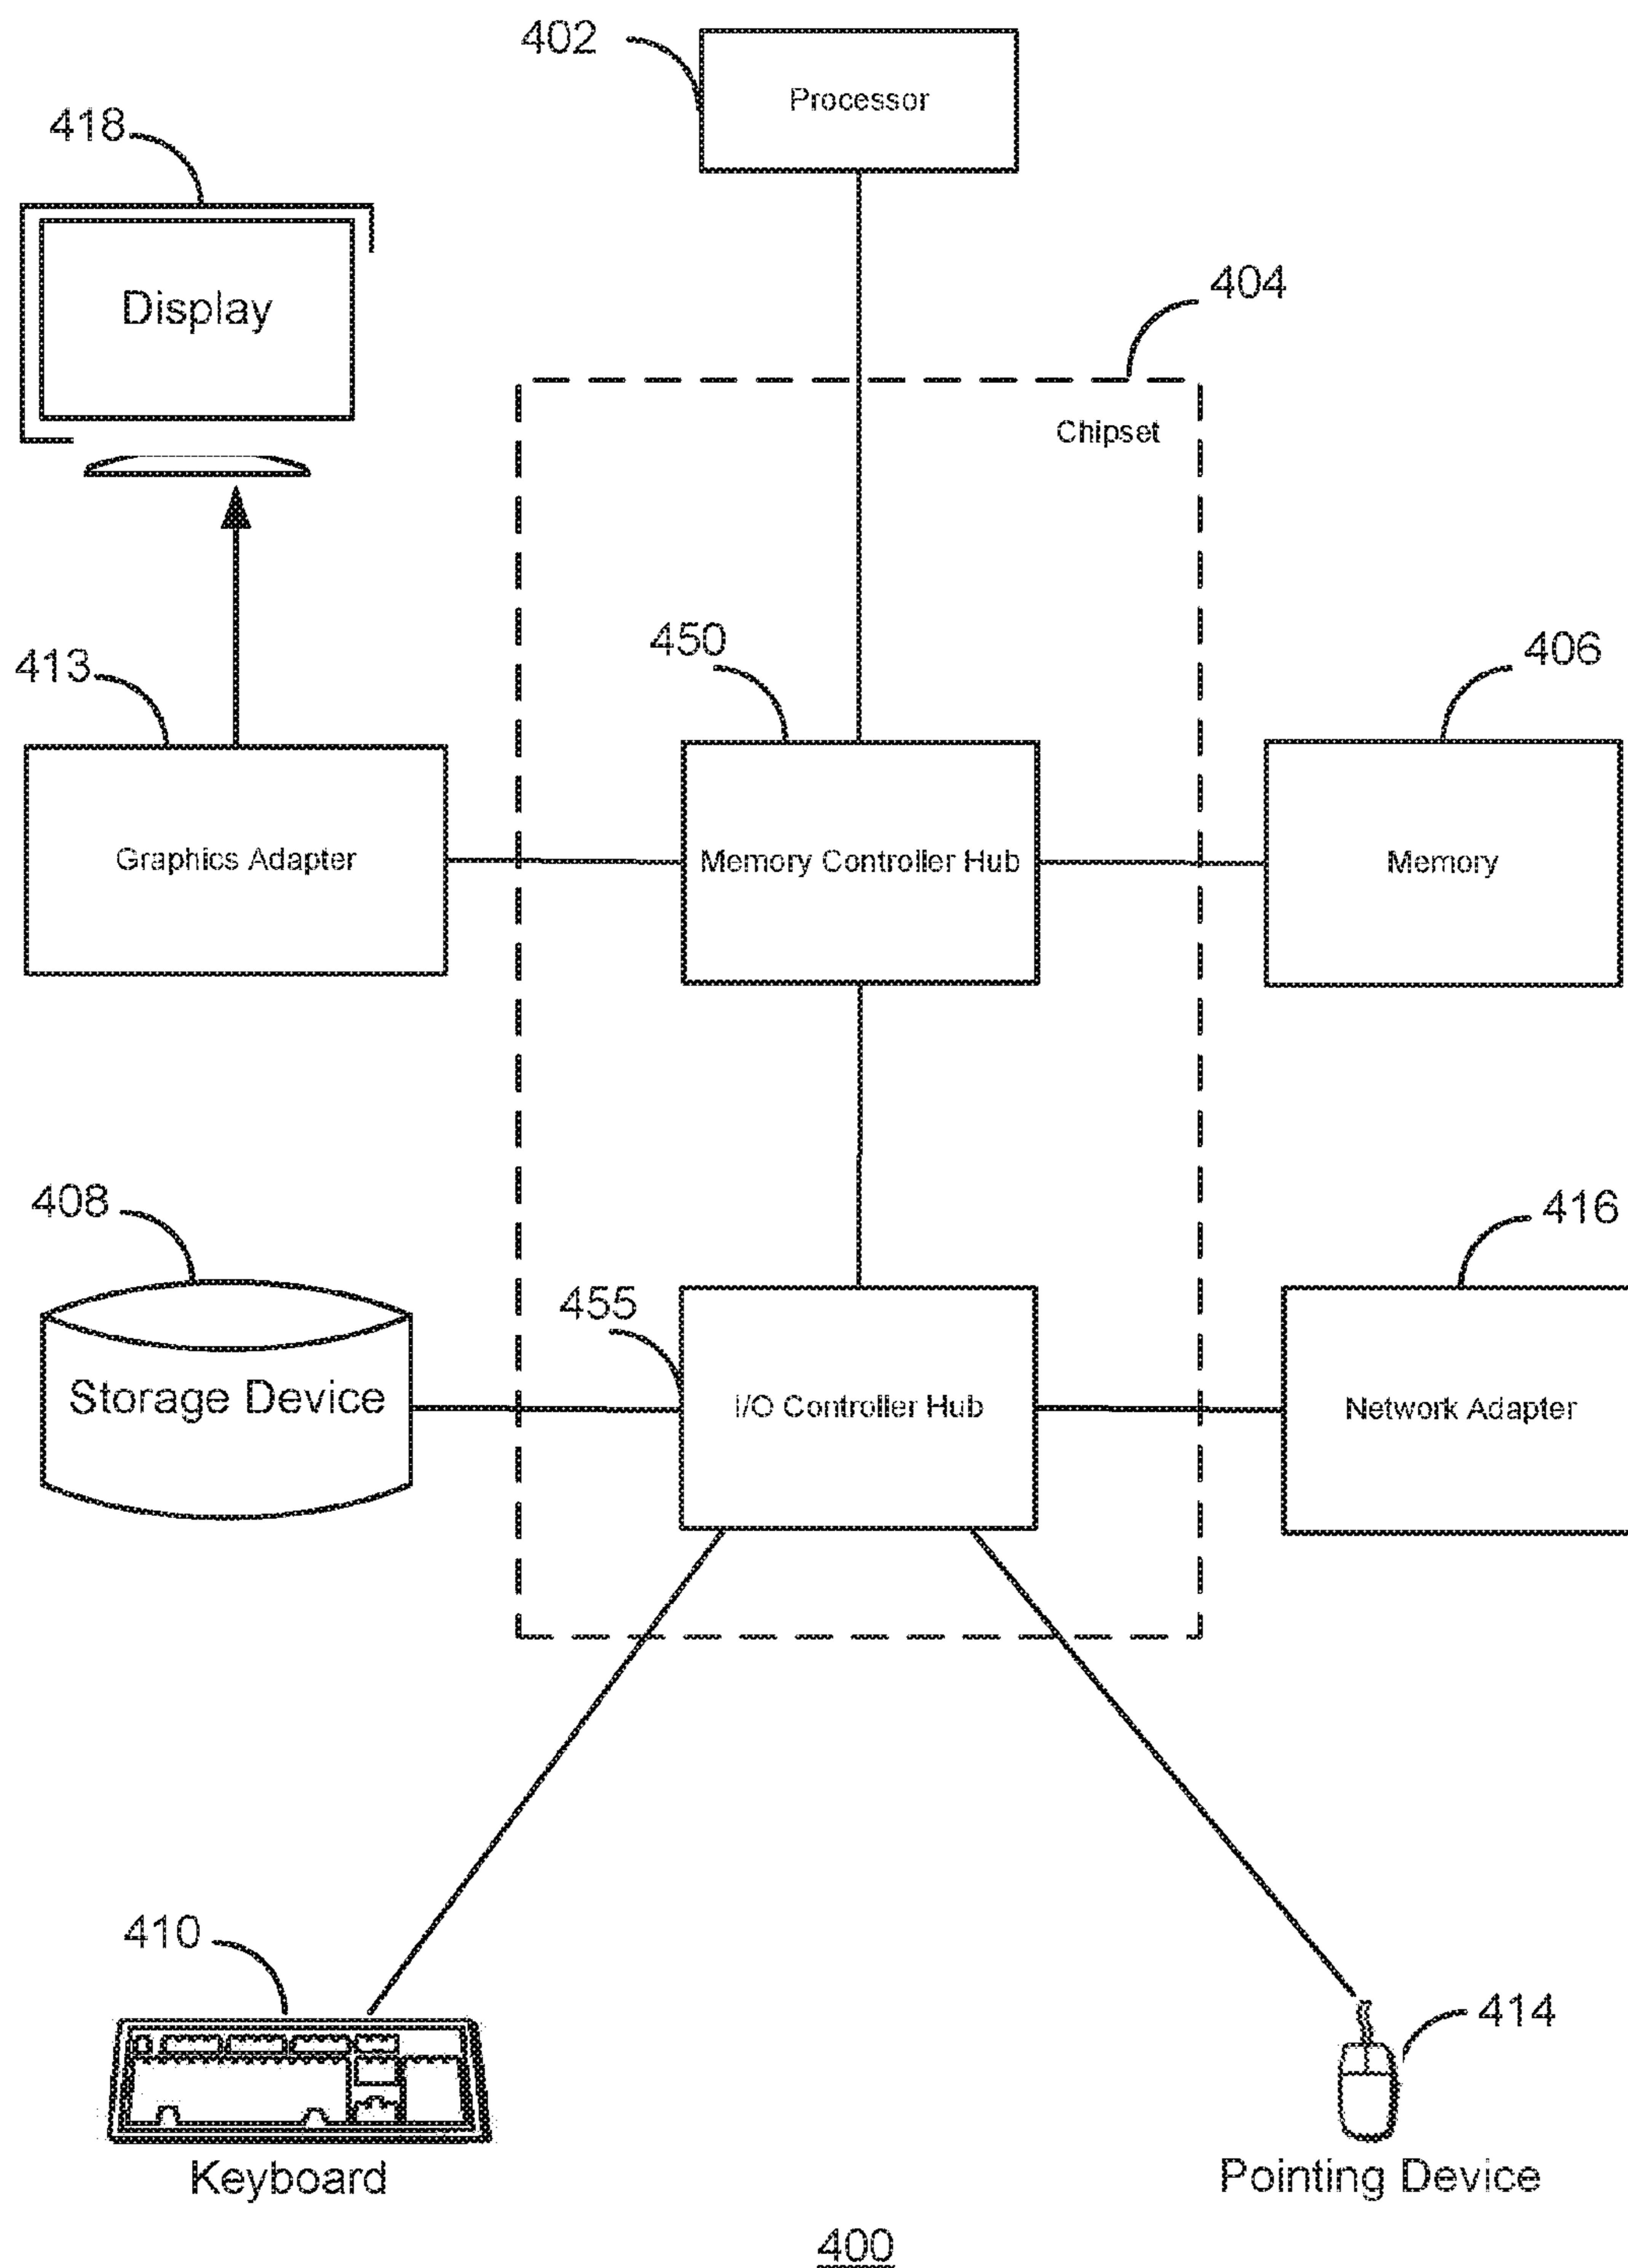 402
Processor
418
Display
404
Chipset
413
450
406
Graphics Adapter
Memory Controller Hub
Memory
408
455
416
Storage Device
I/O Controller Hub
Network Adapter
410
414
Keyboard
Pointing Device
400